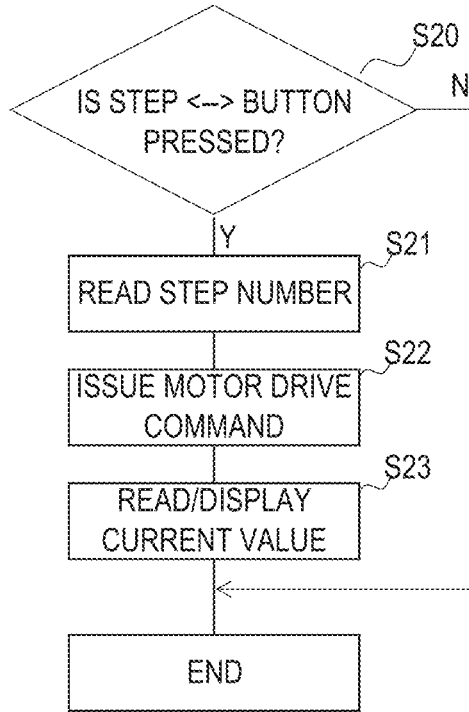 S20
N
IS STEP <--> BUTTON
PRESSED?
Y
S21
READ STEP NUMBER
S22
ISSUE MOTOR DRIVE
COMMAND
S23
READ/DISPLAY
CURRENT VALUE
END